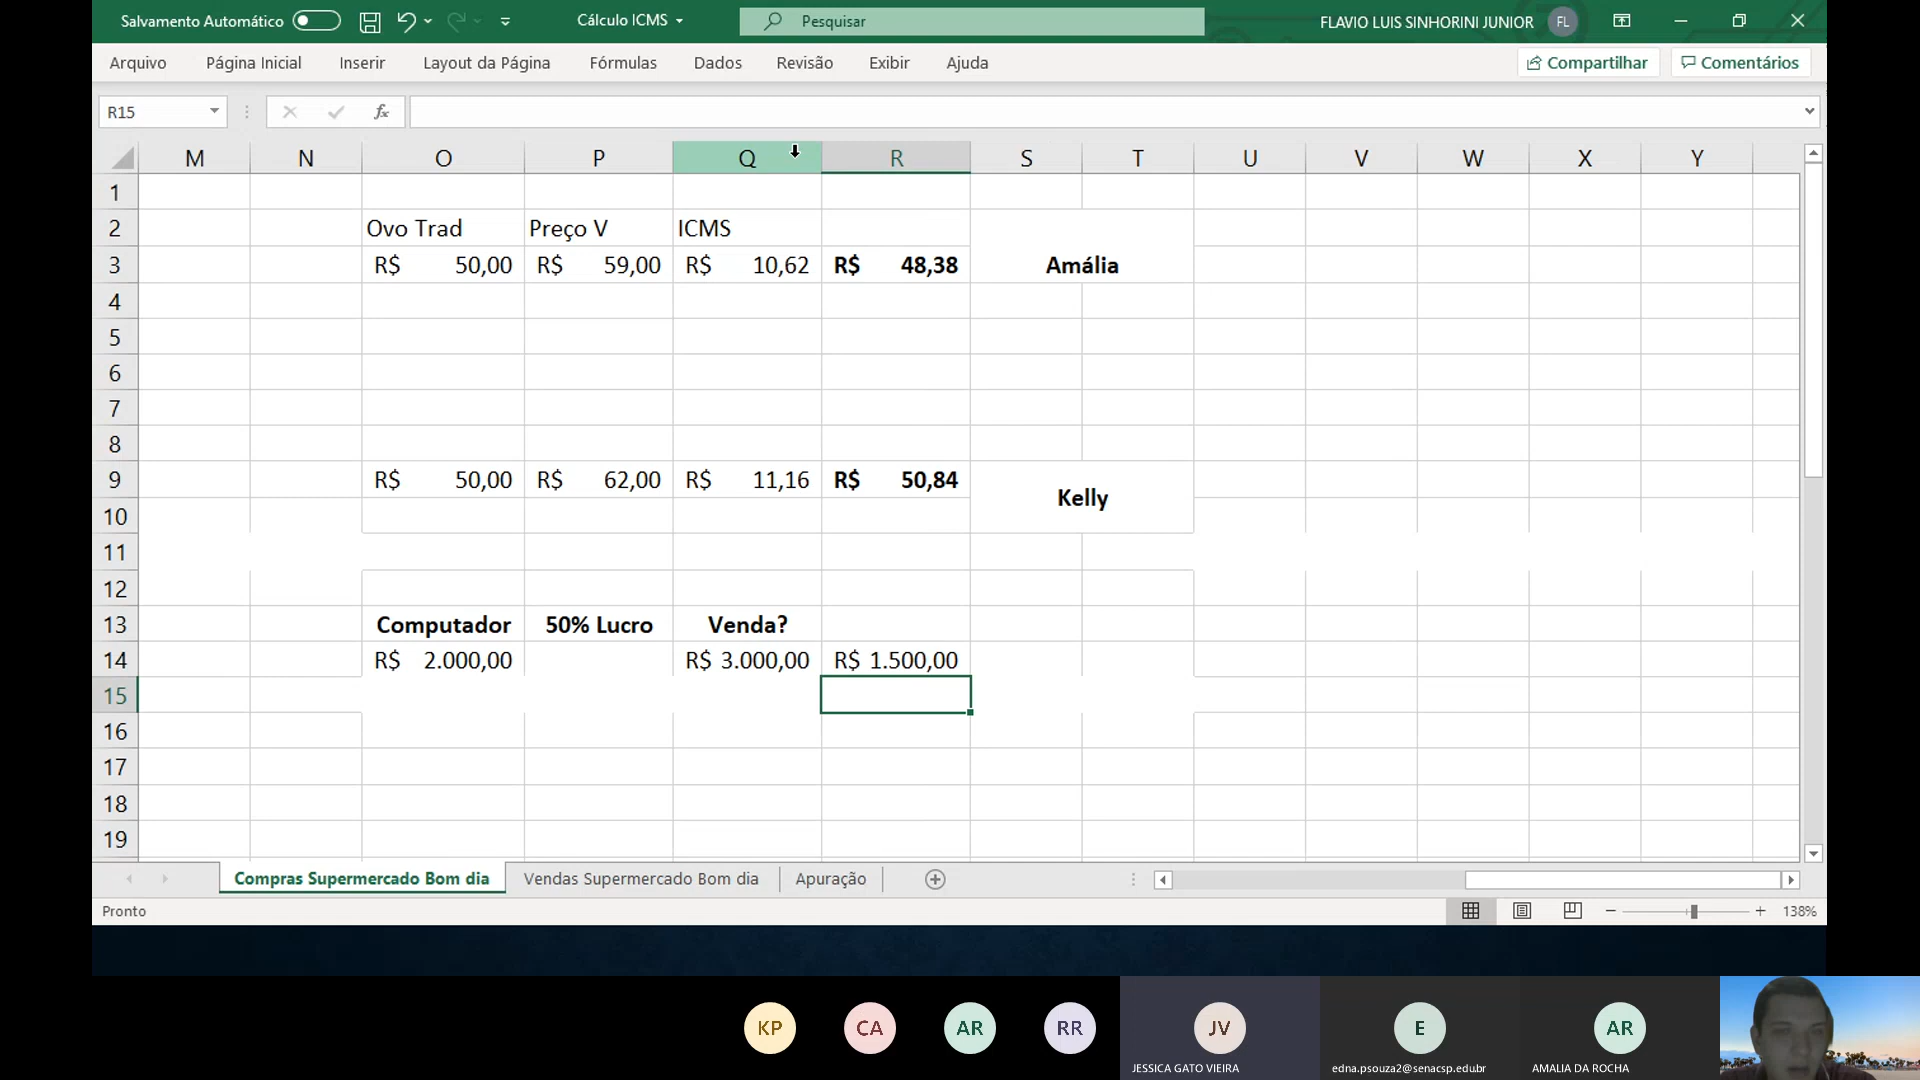 Salvamento Automático
Cálculo ICMS
Pesquisar
FLAVIO LUIS SINHORINI JUNIOR
FL
Arquivo
Página Inicial
Inserir
Layout da Página
Fórmulas
Dados
Revisão
Exibir
Ajuda
Compartilhar
Comentários
R15
fx
M N O P Q R S T U V W X Y
1
2 Ovo Trad Preço V ICMS
3 R$ 50,00 R$ 59,00 R$ 10,62 R$ 48,38 Amália
4
5
6
7
8
9 R$ 50,00 R$ 62,00 R$ 11,16 R$ 50,84
Kelly
10
11
12
13 Computador 50% Lucro Venda?
14 R$ 2.000,00 R$ 3.000,00 R$ 1.500,00
15
16
17
18
19
Compras Supermercado Bom dia
Vendas Supermercado Bom dia
Apuração
Pronto
138%
KP
CA
AR
RR
JV
JESSICA GATO VIEIRA
E
edna.psouza2@senacsp.edu.br
AR
AMALIA DA ROCHA